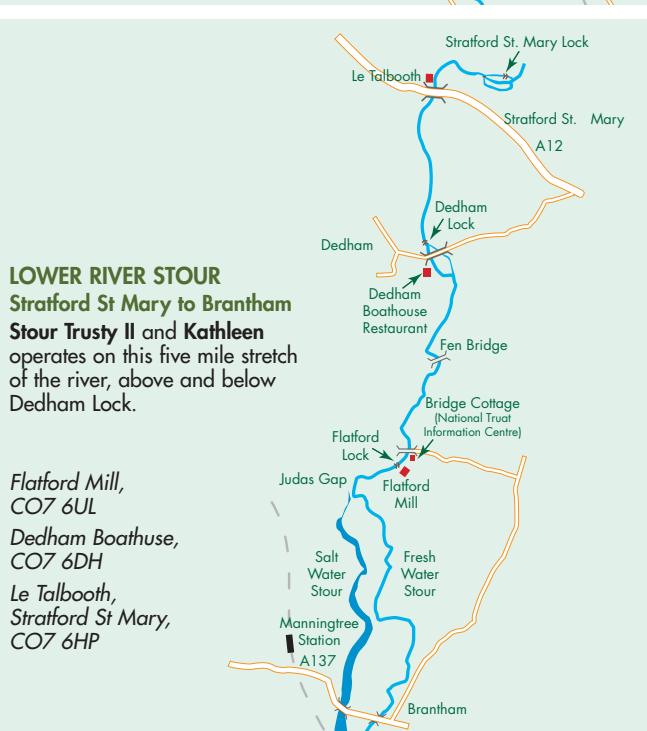 Stratford St. Mary Lock
Le Talbooth
Stratford St. Mary
A12
Dedham
Lock
Dedham
Dedham
Boathouse
Restaurant
Fen Bridge
LOWER RIVER STOUR
Stratford St Mary to Brantham
Stour Trusty II and Kathleen
operates on this five mile stretch
of the river, above and below
Dedham Lock.
Bridge Cottage
(National Truat
Information Centre)
Flatford
Lock
Judas Gap
Flatford
Mill
Flatford Mill,
CO7 6UL
Dedham Boathuse,
CO7 6DH
Le Talbooth,
Stratford St Mary,
CO7 6HP
Salt
Water
Stour
Fresh
Water
Stour
Manningtree
Station
A137
Brantham